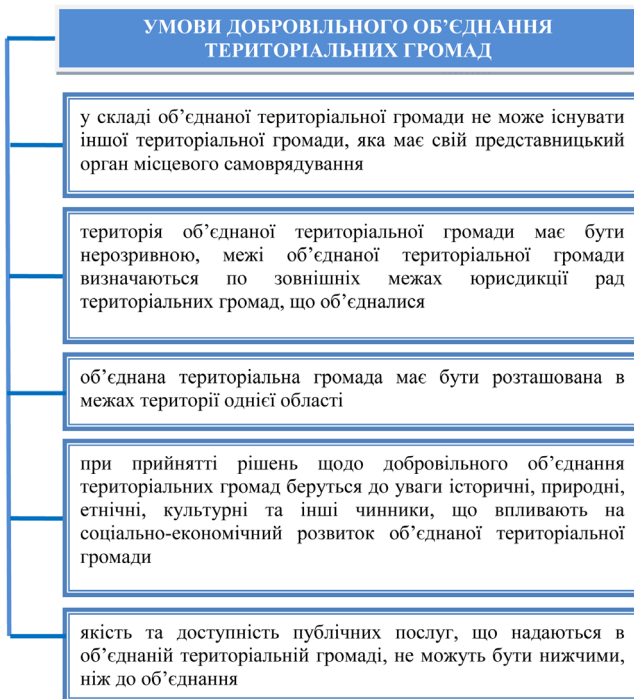 УМОВИ ДОБРОВІЛЬНОГО ОБ’ЄДНАННЯ
ТЕРИТОРІАЛЬНИХ ГРОМАД
у складі об’єднаної територіальної громади не може існувати
іншої територіальної громади, яка має свій представницький
орган місцевого самоврядування
територія об’єднаної територіальної громади має бути
нерозривною, межі об’єднаної територіальної громади
визначаються по зовнішніх межах юрисдикції рад
територіальних громад, що об’єдналися
об’єднана територіальна громада має бути розташована в
межах території однієї області
при прийнятті рішень щодо добровільного об’єднання
територіальних громад беруться до уваги історичні, природні,
етнічні, культурні та інші чинники, що впливають на
соціально-економічний розвиток об’єднаної територіальної
громади
якість та доступність публічних послуг, що надаються в
об’єднаній територіальній громаді, не можуть бути нижчими,
ніж до об’єднання